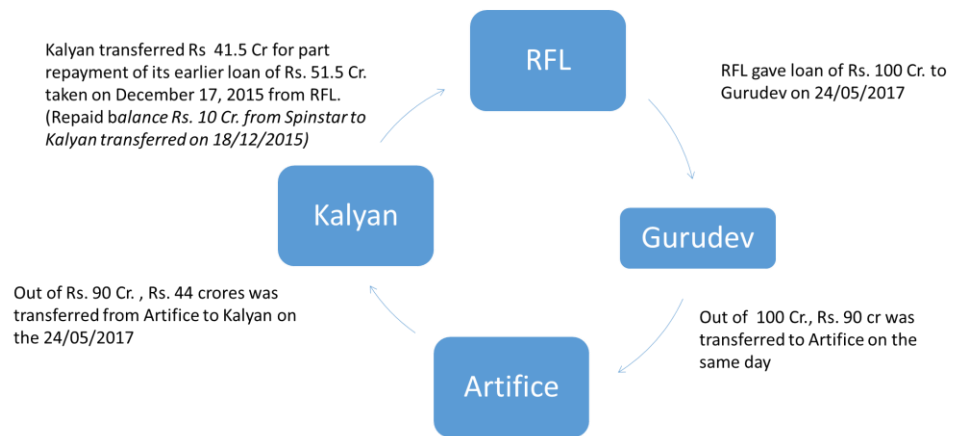 Kalyan transferred Rs 41.5 Cr for part
repayment of its earlier loan of Rs. 51.5 Cr.
taken on December 17, 2015 from RFL.
(Repaid balance Rs. 10 Cr. from Spinstar to
Kalyan transferred on 18/12/2015)
RFL
RFL gave loan of Rs. 100 Cr. to
Gurudev on 24/05/2017
Kalyan
Gurudev
Out of Rs. 90 Cr. , Rs. 44 crores was
transferred from Artifice to Kalyan on
the 24/05/2017
Out of 100 Cr., Rs. 90 cr was
transferred to Artifice on the
same day
Artifice